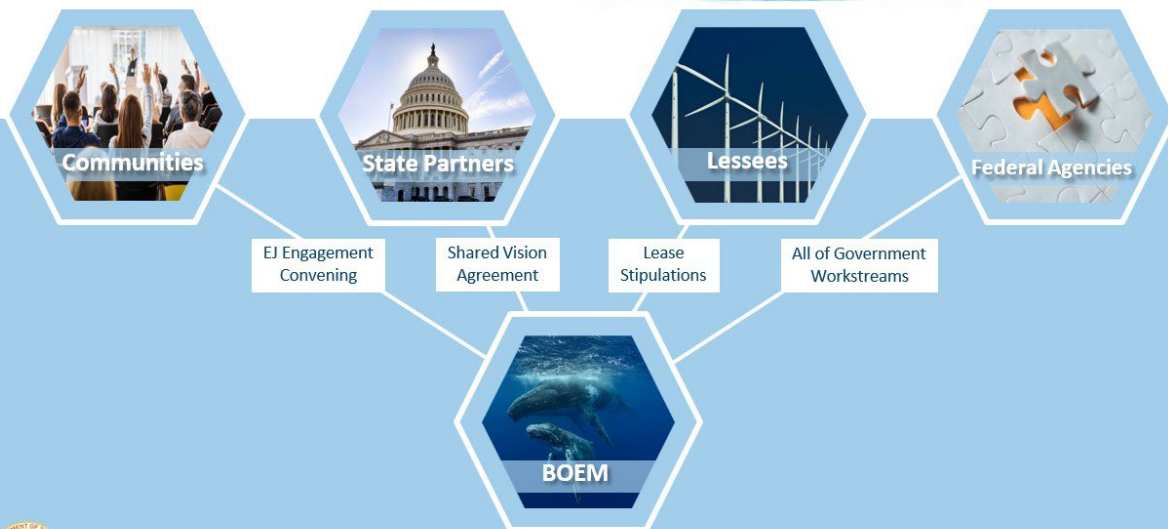 Communities
State Partners
Lessees
Federal Agencies
EJ Engagement
Convening
Shared Vision
Agreement
Lease
Stipulations
All of Government
Workstreams
BOEM